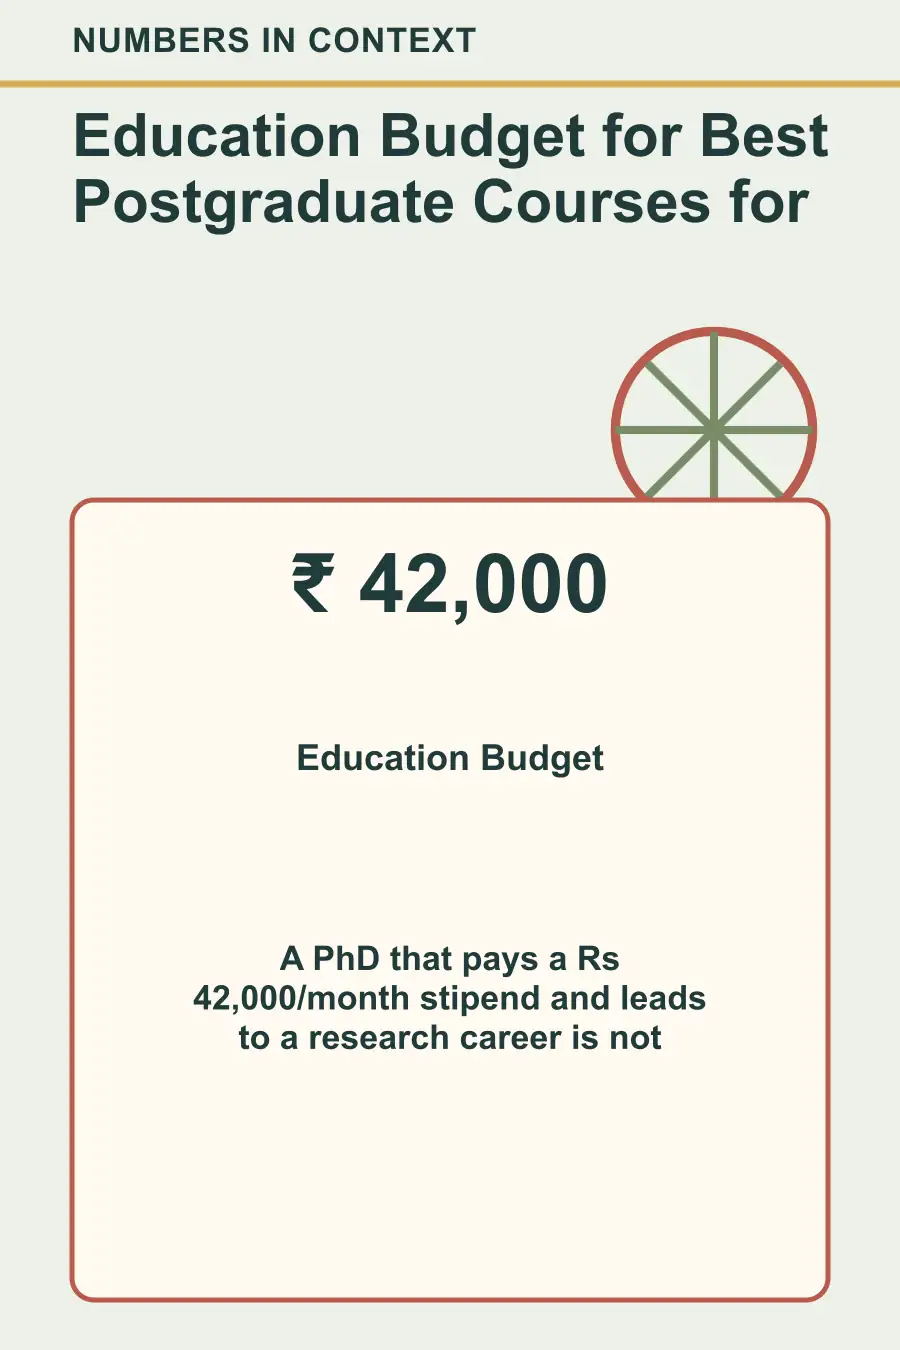 NUMBERS IN CONTEXT
Education Budget for Best
Postgraduate Courses for
₹ 42,000
Education Budget
A PhD that pays a Rs
42,000/month stipend and leads
to a research career is not